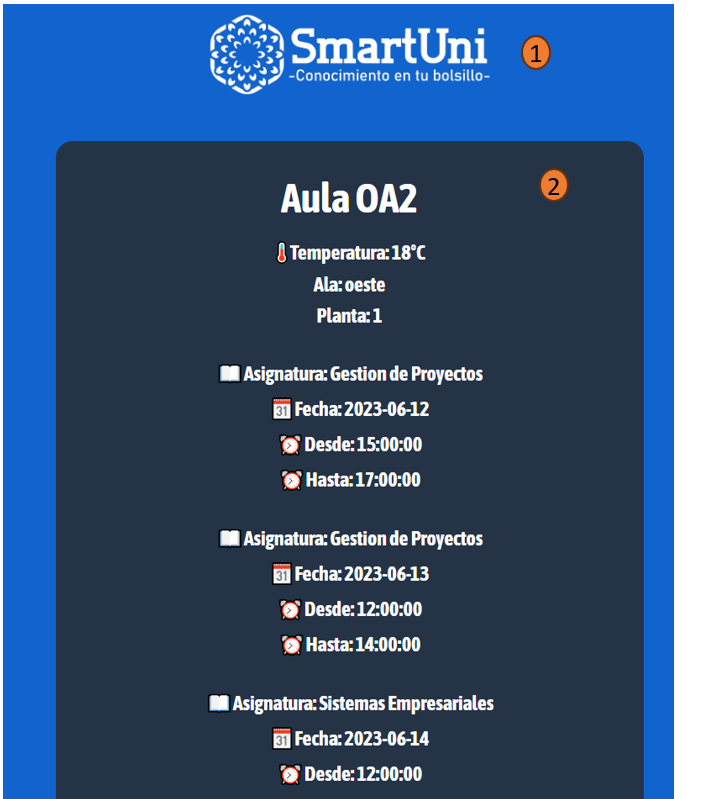 SmartUni
-Conocimiento en tu bolsillo-
1
2
Aula OA2
Temperatura: 18°C
Ala: oeste
Planta: 1
Asignatura: Gestion de Proyectos
31 Fecha: 2023-06-12
Desde: 15:00:00
Hasta: 17:00:00
Asignatura: Gestion de Proyectos
31 Fecha: 2023-06-13
Desde: 12:00:00
Hasta: 14:00:00
Asignatura: Sistemas Empresariales
31 Fecha: 2023-06-14
Desde: 12:00:00